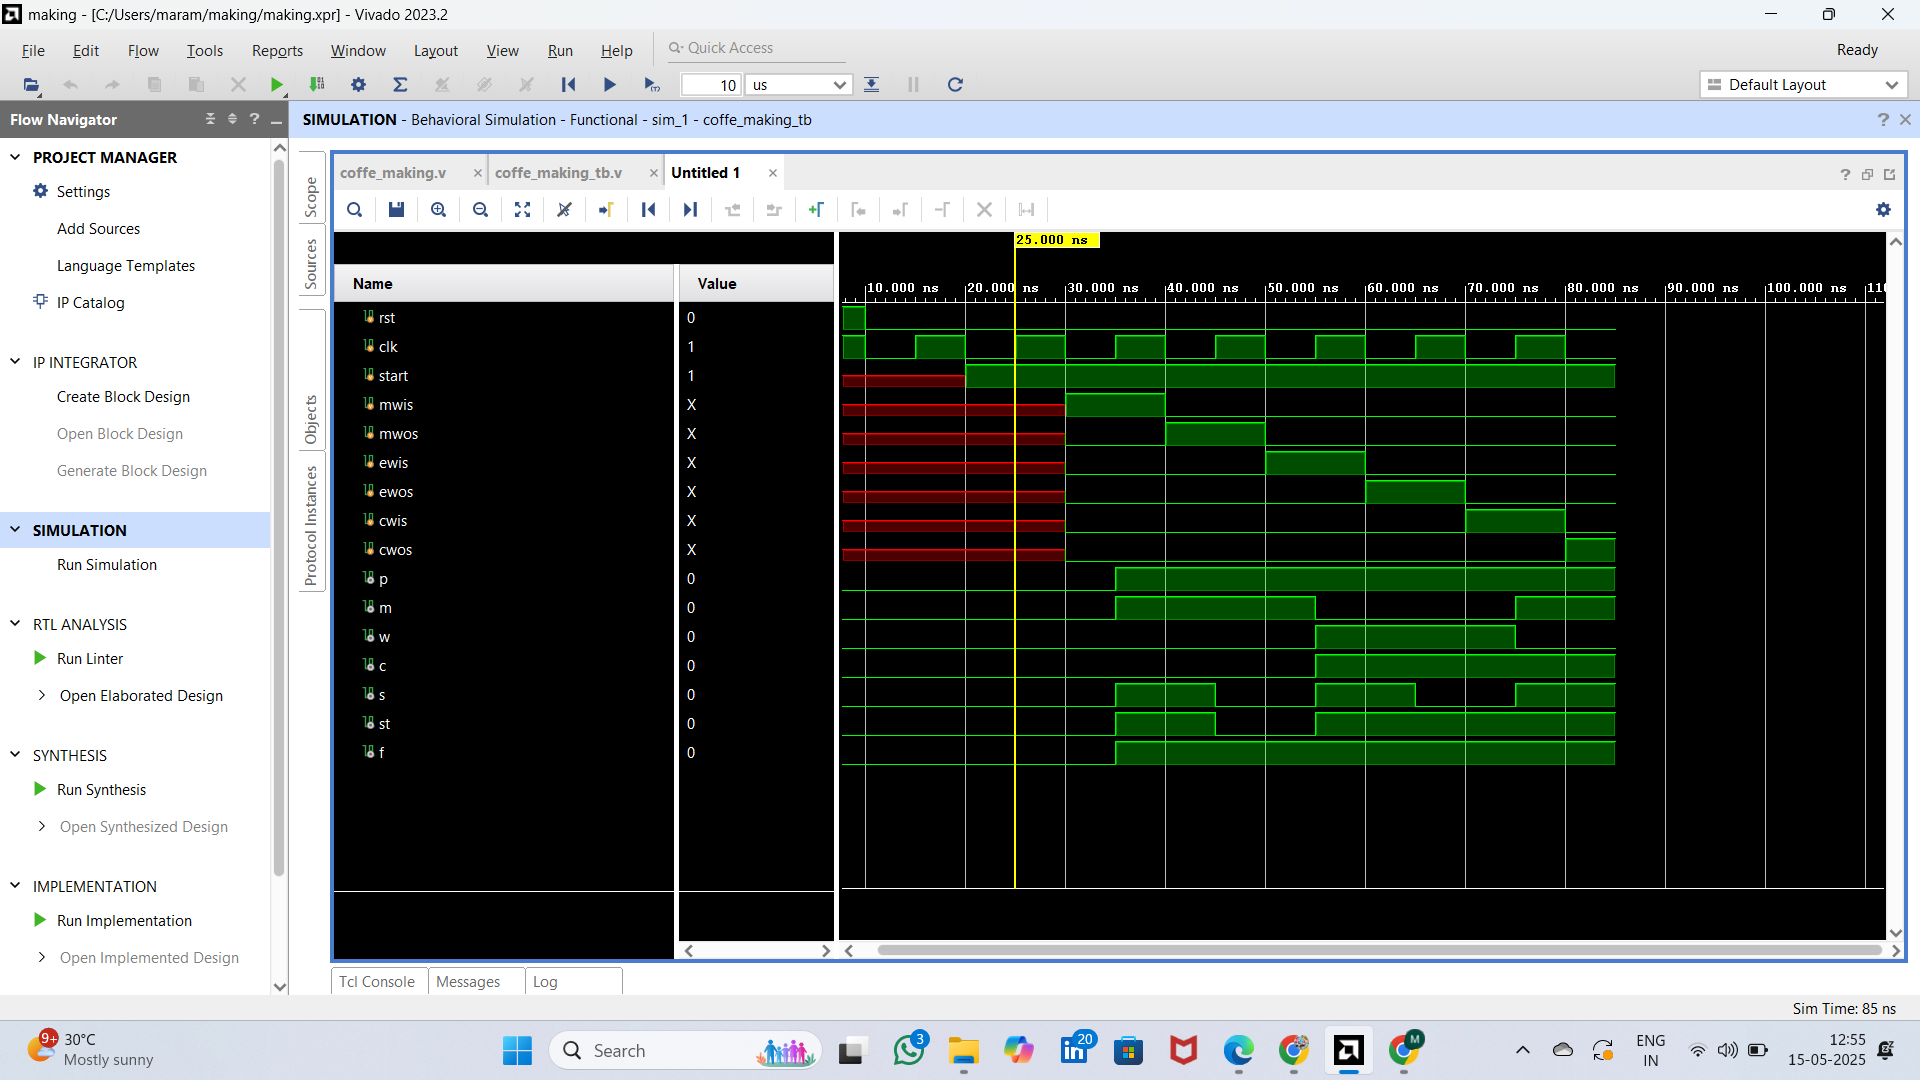 making - [C:/Users/maram/making/making.xpr] - Vivado 2023.2
File Edit Flow Tools Reports Window Layout View Run Help Quick Access Ready
10 us Default Layout
Flow Navigator
SIMULATION - Behavioral Simulation - Functional - sim_1 - coffe_making_tb
PROJECT MANAGER
Settings
Add Sources
Language Templates
IP Catalog
IP INTEGRATOR
Create Block Design
Open Block Design
Generate Block Design
SIMULATION
Run Simulation
RTL ANALYSIS
Run Linter
Open Elaborated Design
SYNTHESIS
Run Synthesis
Open Synthesized Design
IMPLEMENTATION
Run Implementation
Open Implemented Design
Scope
Sources
Objects
Protocol Instances
coffe_making.v coffe_making_tb.v Untitled 1
25.000 ns
Name Value
10.000 ns 20.000 ns 30.000 ns 40.000 ns 50.000 ns 60.000 ns 70.000 ns 80.000 ns 90.000 ns 100.000 ns 110
rst 0
clk 1
start 1
mwis X
mwos X
ewis X
ewos X
cwis X
cwos X
p 0
m 0
w 0
c 0
s 0
st 0
f 0
Tcl Console Messages Log
Sim Time: 85 ns
9+
30°C
Mostly sunny
Search
3
20
M
ENG
IN
12:55
15-05-2025